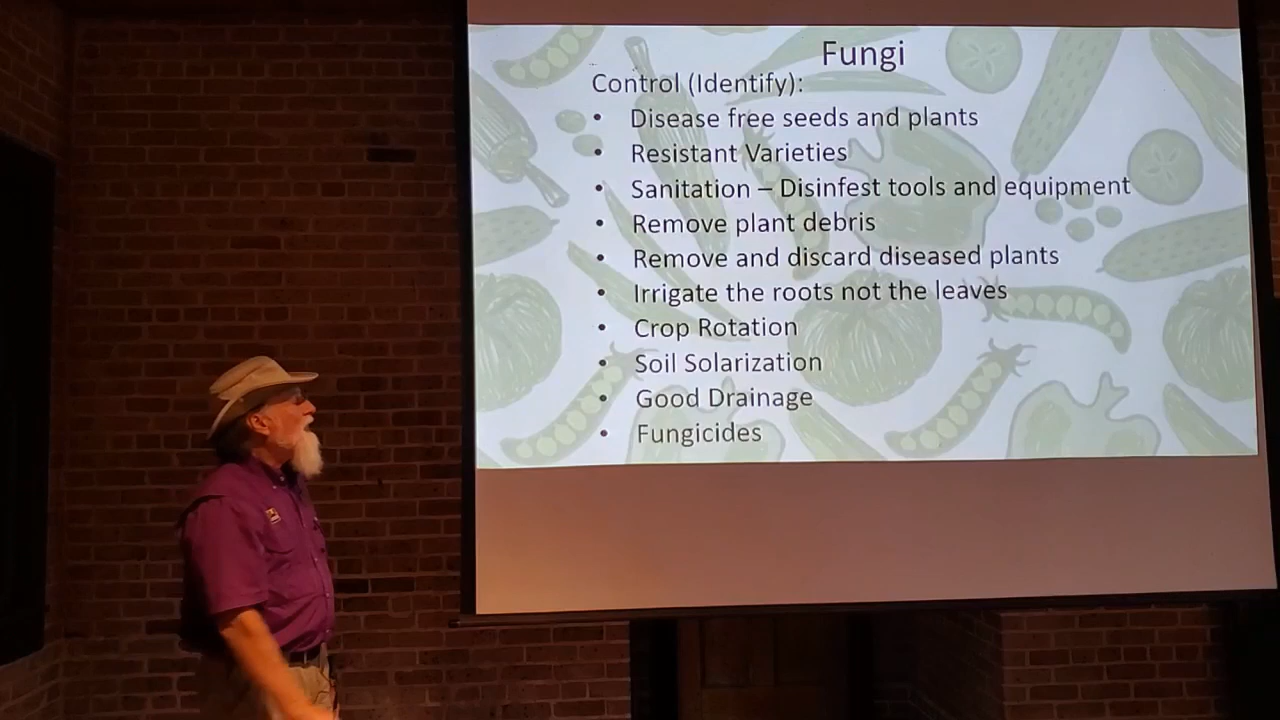 Fungi
Control (Identify):
• Disease free seeds and plants
• Resistant Varieties
• Sanitation – Disinfest tools and equipment
• Remove plant debris
• Remove and discard diseased plants
• Irrigate the roots not the leaves
• Crop Rotation
• Soil Solarization
• Good Drainage
• Fungicides